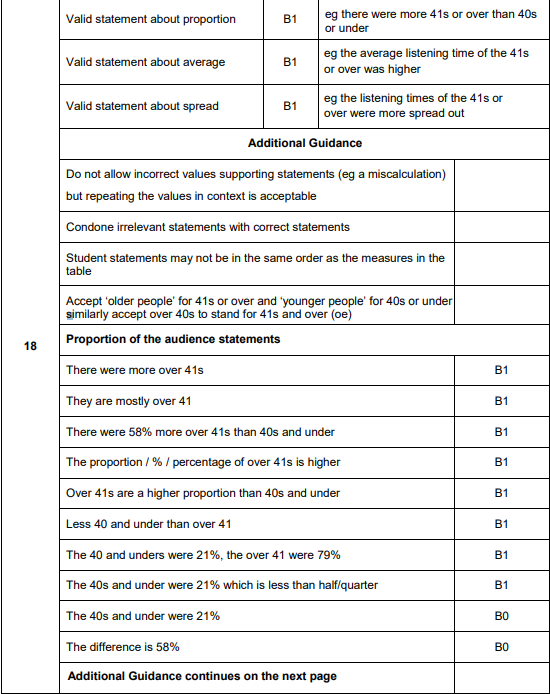 Valid statement about proportion B1 eg there were more 41s or over than 40s
or under
Valid statement about average B1 eg the average listening time of the 41s
or over was higher
Valid statement about spread B1 eg the listening times of the 41s or
over were more spread out
Additional Guidance
Do not allow incorrect values supporting statements (eg a miscalculation)
but repeating the values in context is acceptable
Condone irrelevant statements with correct statements
Student statements may not be in the same order as the measures in the
table
Accept ‘older people’ for 41s or over and ‘younger people’ for 40s or under
similarly accept over 40s to stand for 41s and over (oe)
18
Proportion of the audience statements
There were more over 41s B1
They are mostly over 41 B1
There were 58% more over 41s than 40s and under B1
The proportion / % / percentage of over 41s is higher B1
Over 41s are a higher proportion than 40s and under B1
Less 40 and under than over 41 B1
The 40 and unders were 21%, the over 41 were 79% B1
The 40s and under were 21% which is less than half/quarter B1
The 40s and under were 21% B0
The difference is 58% B0
Additional Guidance continues on the next page